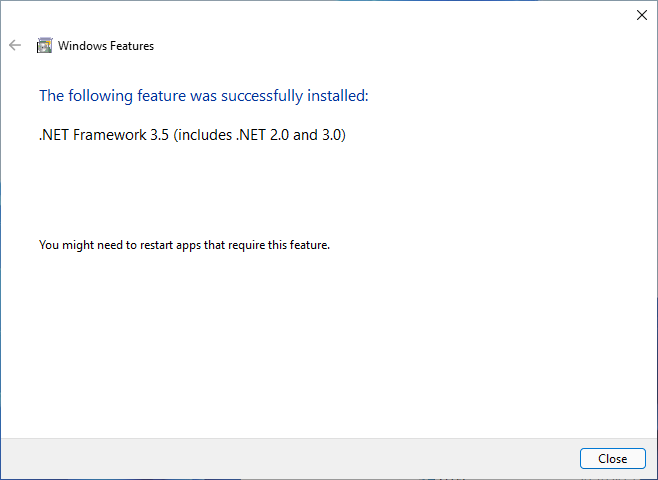 Windows Features
The following feature was successfully installed:
.NET Framework 3.5 (includes .NET 2.0 and 3.0)
You might need to restart apps that require this feature.
Close